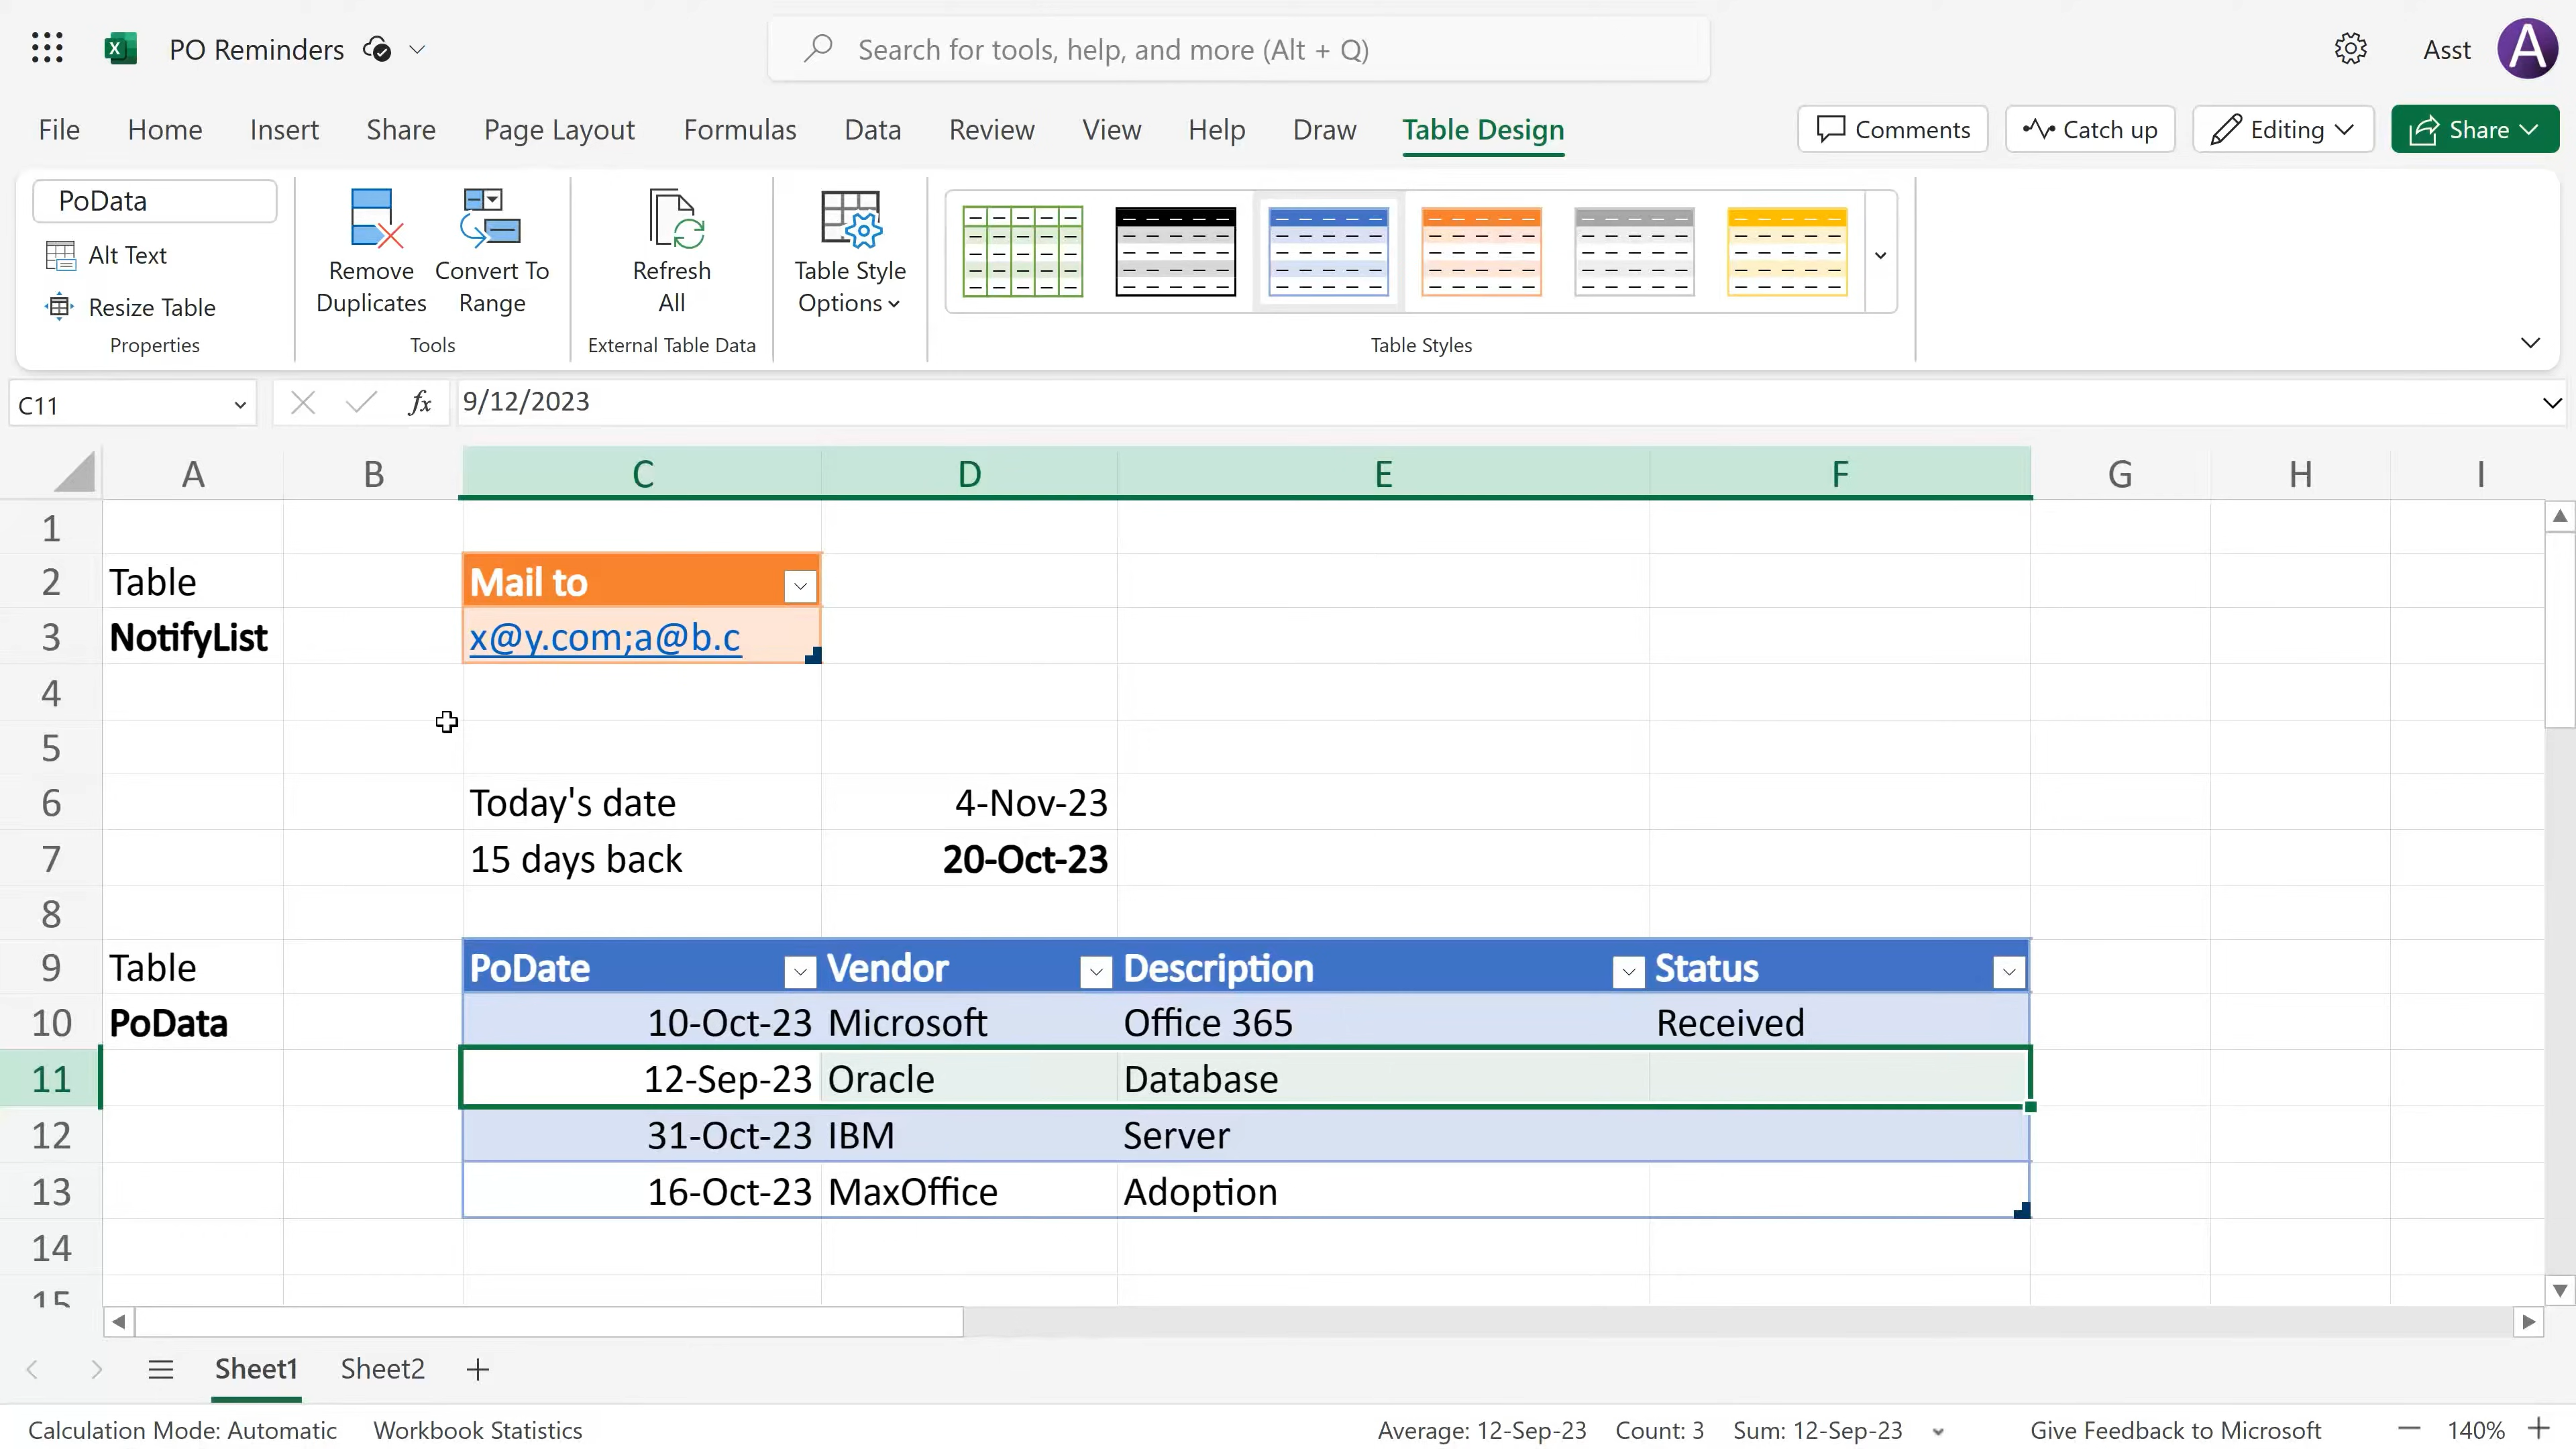 PO Reminders
Search for tools, help, and more (Alt + Q)
Asst
A
File Home Insert Share Page Layout Formulas Data Review View Help Draw Table Design
Comments Catch up Editing Share
PoData
Alt Text
Resize Table
Properties
Remove Duplicates
Convert To Range
Tools
Refresh All
External Table Data
Table Style Options
Table Styles
C11 fx 9/12/2023
A B C D E F G H I
1
2 Table Mail to
3 NotifyList x@y.com;a@b.c
4
5
6 Today's date 4-Nov-23
7 15 days back 20-Oct-23
8
9 Table PoDate Vendor Description Status
10 PoData 10-Oct-23 Microsoft Office 365 Received
11 12-Sep-23 Oracle Database
12 31-Oct-23 IBM Server
13 16-Oct-23 MaxOffice Adoption
14
15
Sheet1 Sheet2
Calculation Mode: Automatic Workbook Statistics Average: 12-Sep-23 Count: 3 Sum: 12-Sep-23 Give Feedback to Microsoft 140%